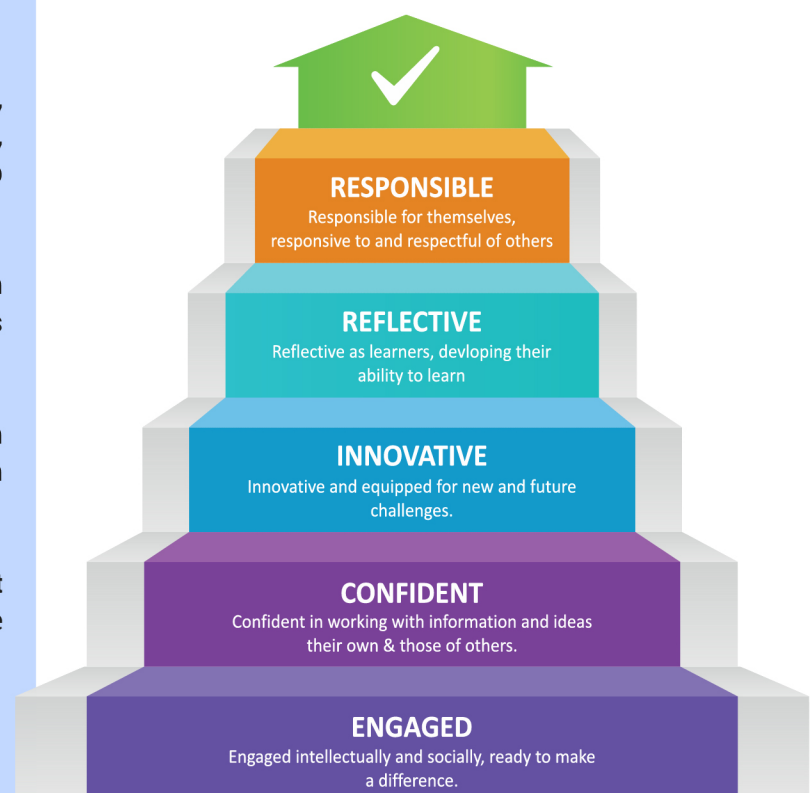 RESPONSIBLE
Responsible for themselves,
responsive to and respectful of others
REFLECTIVE
Reflective as learners, devloping their
ability to learn
INNOVATIVE
Innovative and equipped for new and future
challenges.
CONFIDENT
Confident in working with information and ideas
their own & those of others.
ENGAGED
Engaged intellectually and socially, ready to make
a difference.